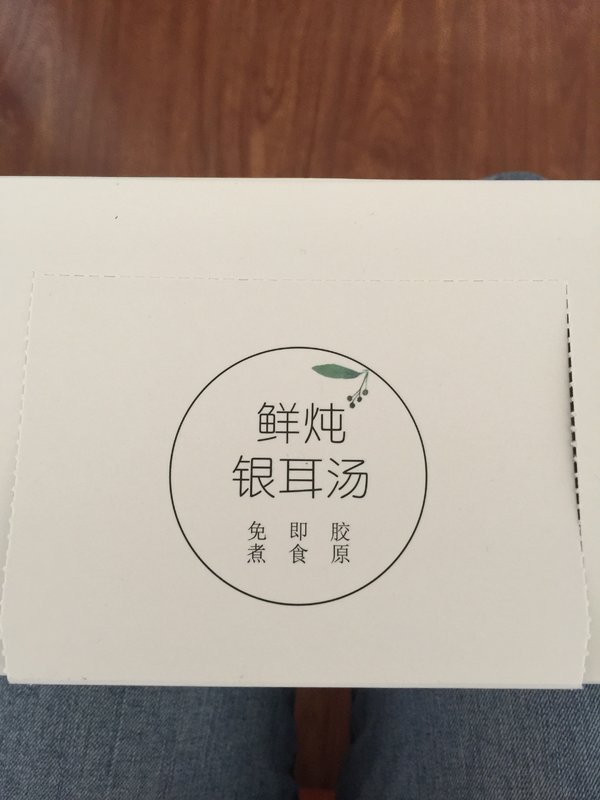 鲜炖
银耳汤
免 即 胶
煮 食 原